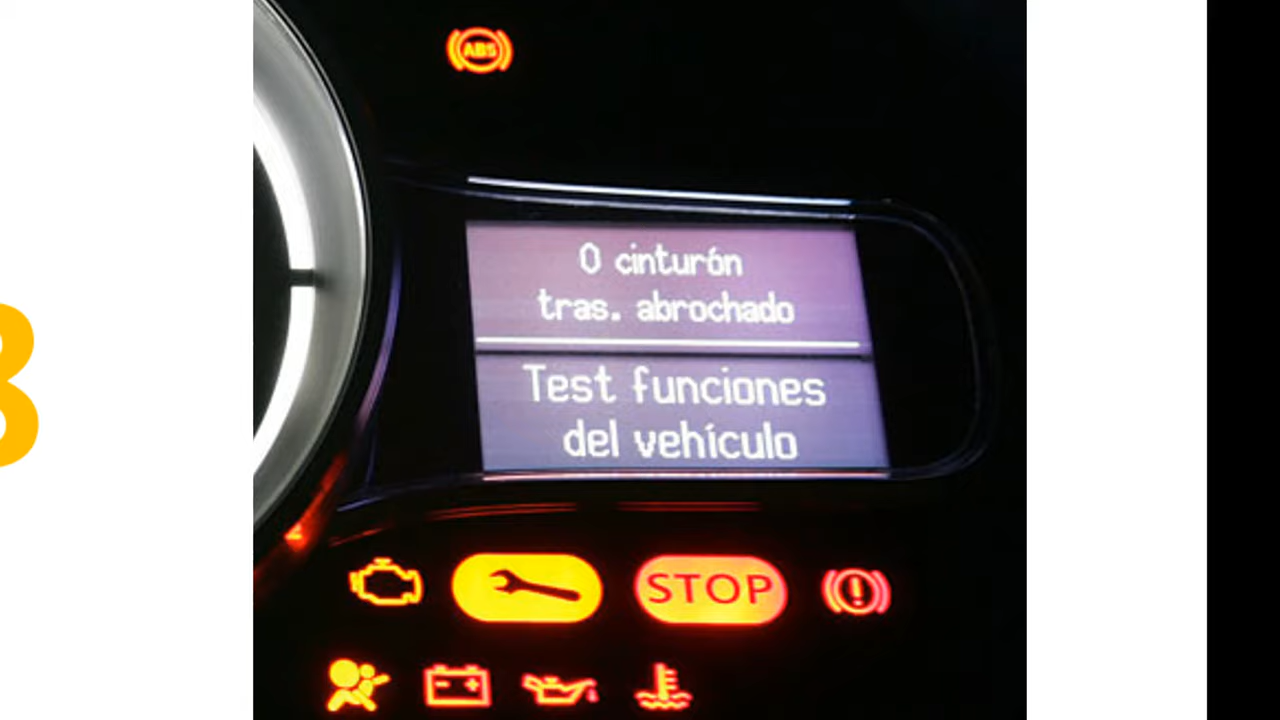 ABS
0 cinturón
tras. abrochado
Test funciones
del vehículo
STOP